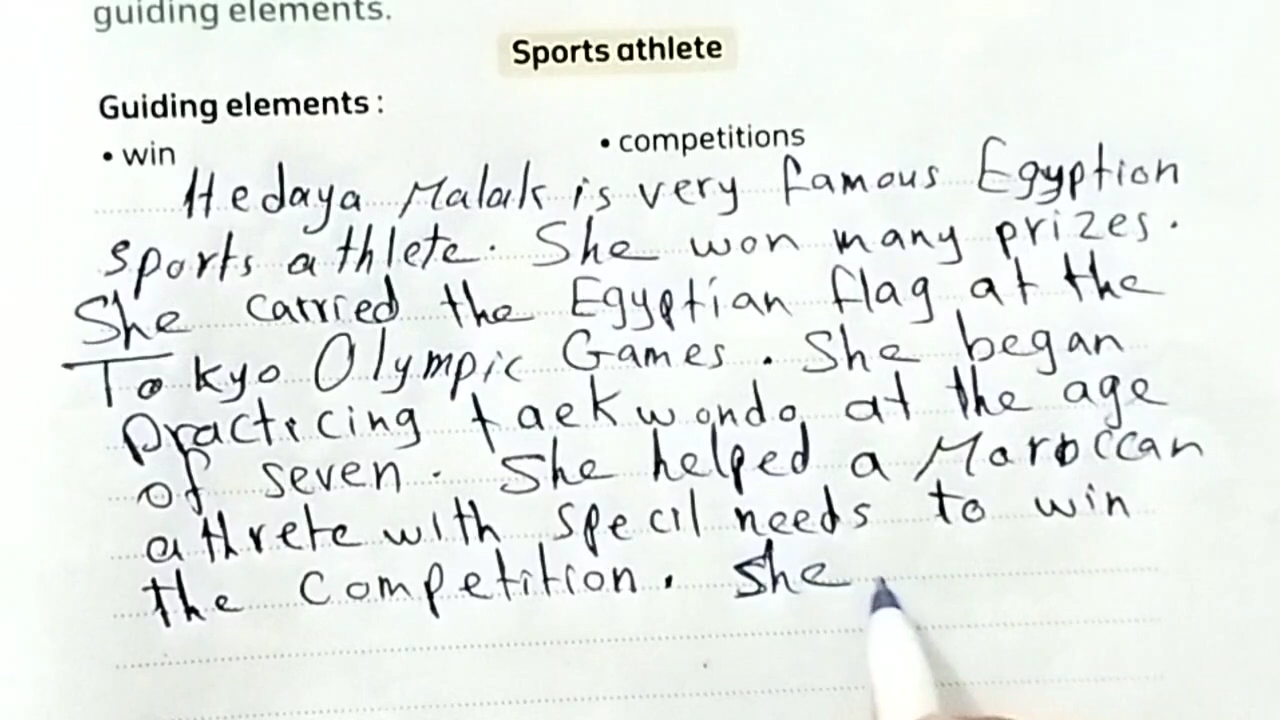 guiding elements.
Sports athlete
Guiding elements :
• win • competitions
Hedaya Malak is very famous Egyption
sports athlete. She won many prizes.
She carried the Egyptian flag at the
Tokyo Olympic Games. She began
practicing taekwondo at the age
of seven. She helped a Moroccan
athrete with specil needs to win
the competition. She